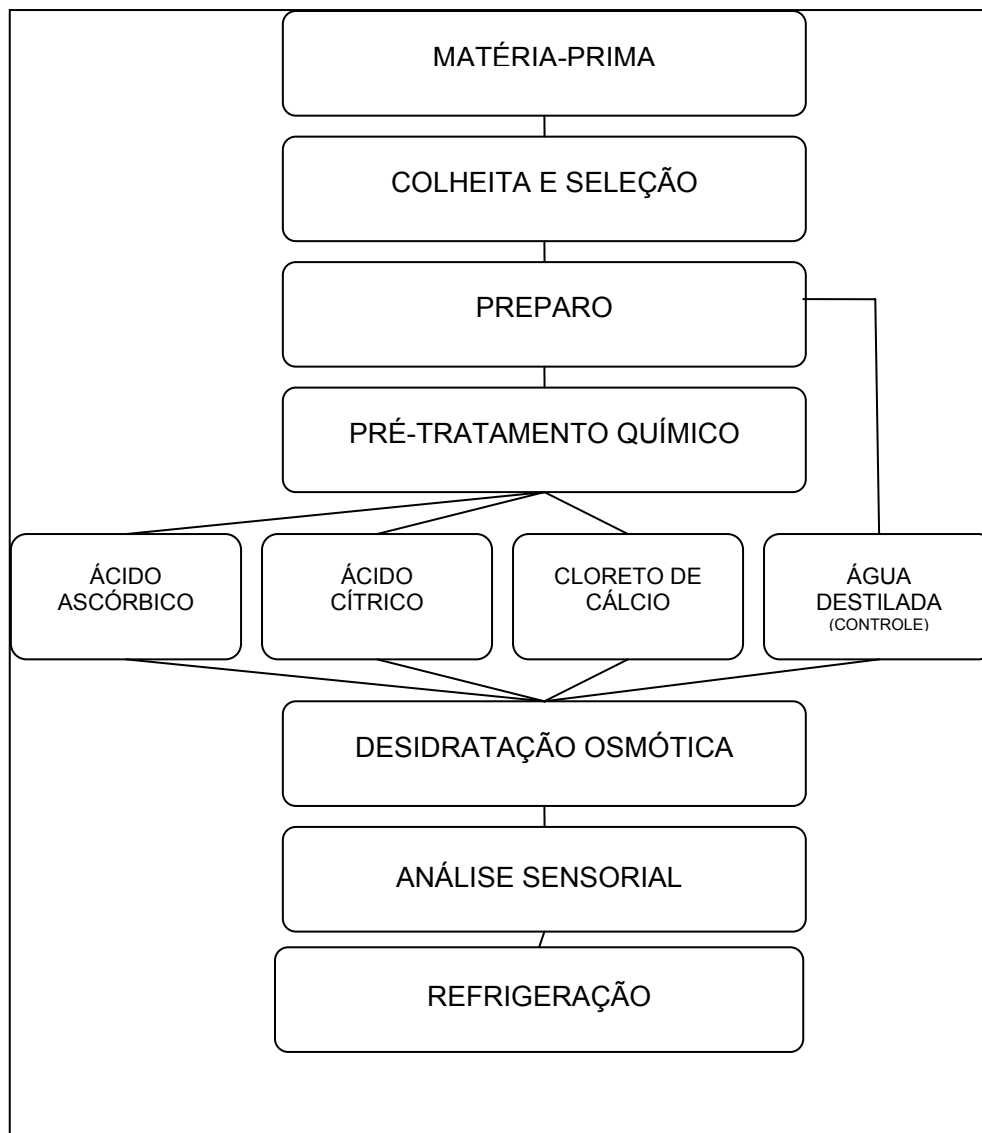 MATÉRIA-PRIMA
COLHEITA E SELEÇÃO
PREPARO
PRÉ-TRATAMENTO QUÍMICO
ÁCIDO
ASCÓRBICO
ÁCIDO
CÍTRICO
CLORETO DE
CÁLCIO
ÁGUA
DESTILADA
(CONTROLE)
DESIDRATAÇÃO OSMÓTICA
ANÁLISE SENSORIAL
REFRIGERAÇÃO